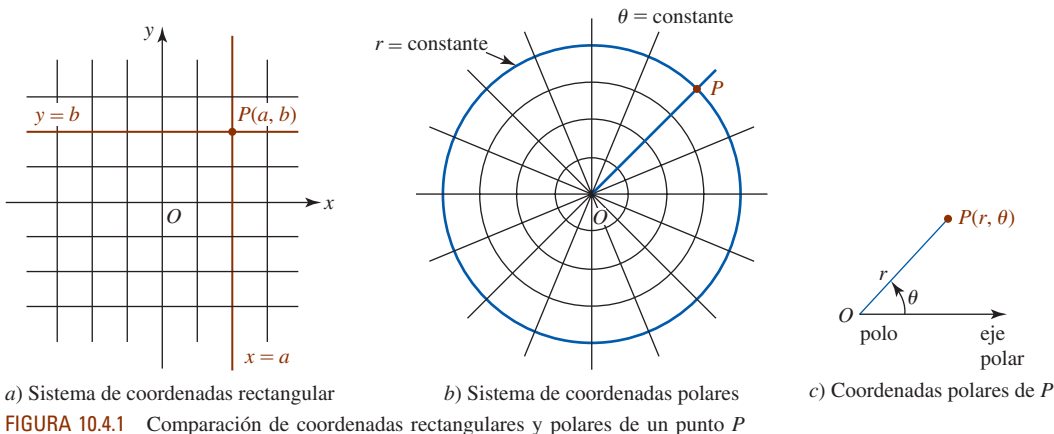 y
y = b
P(a, b)
x
O
x = a
a) Sistema de coordenadas rectangular
θ = constante
r = constante
P
O
b) Sistema de coordenadas polares
P(r, θ)
r
θ
O
polo
eje
polar
c) Coordenadas polares de P
FIGURA 10.4.1 Comparación de coordenadas rectangulares y polares de un punto P